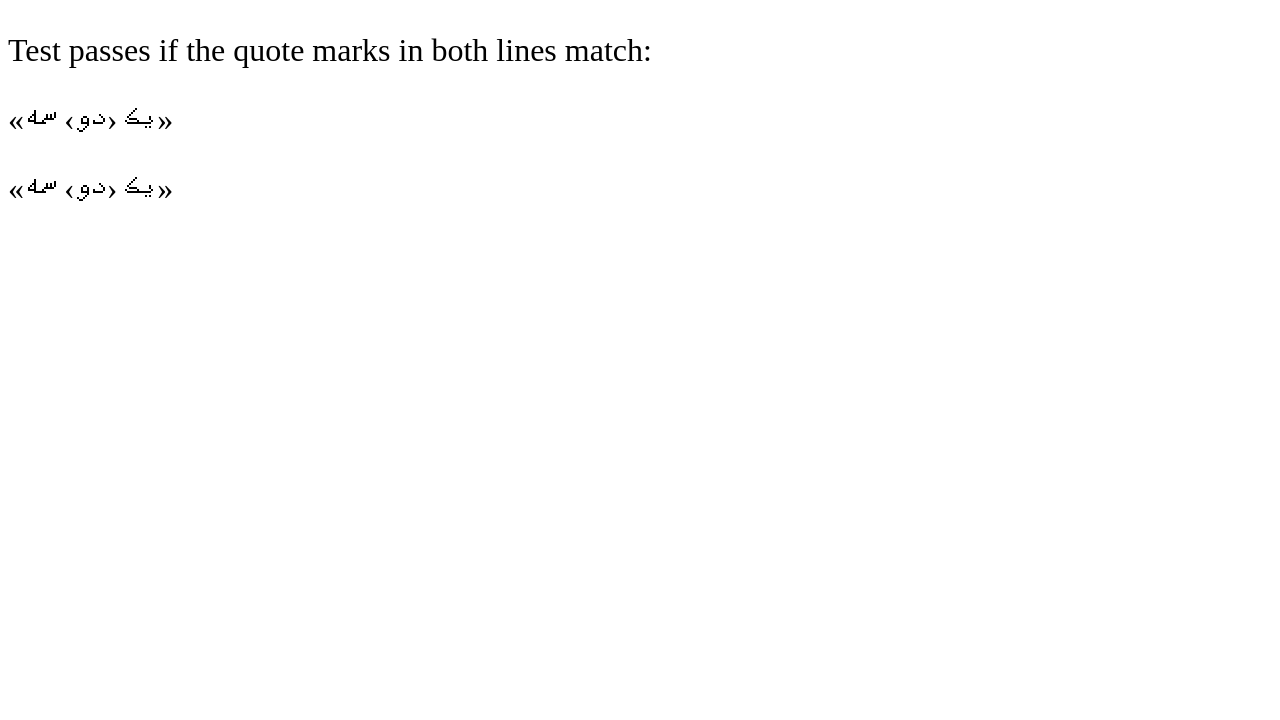 Test passes if the quote marks in both lines match:
«یک ‹دو› سه»
«یک ‹دو› سه»